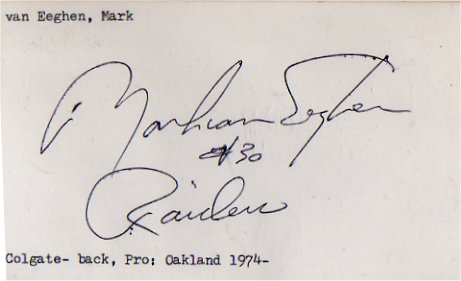 van Eeghen, Mark
Mark van Eeghen
#30
Raiders
Colgate- back, Pro: Oakland 1974-